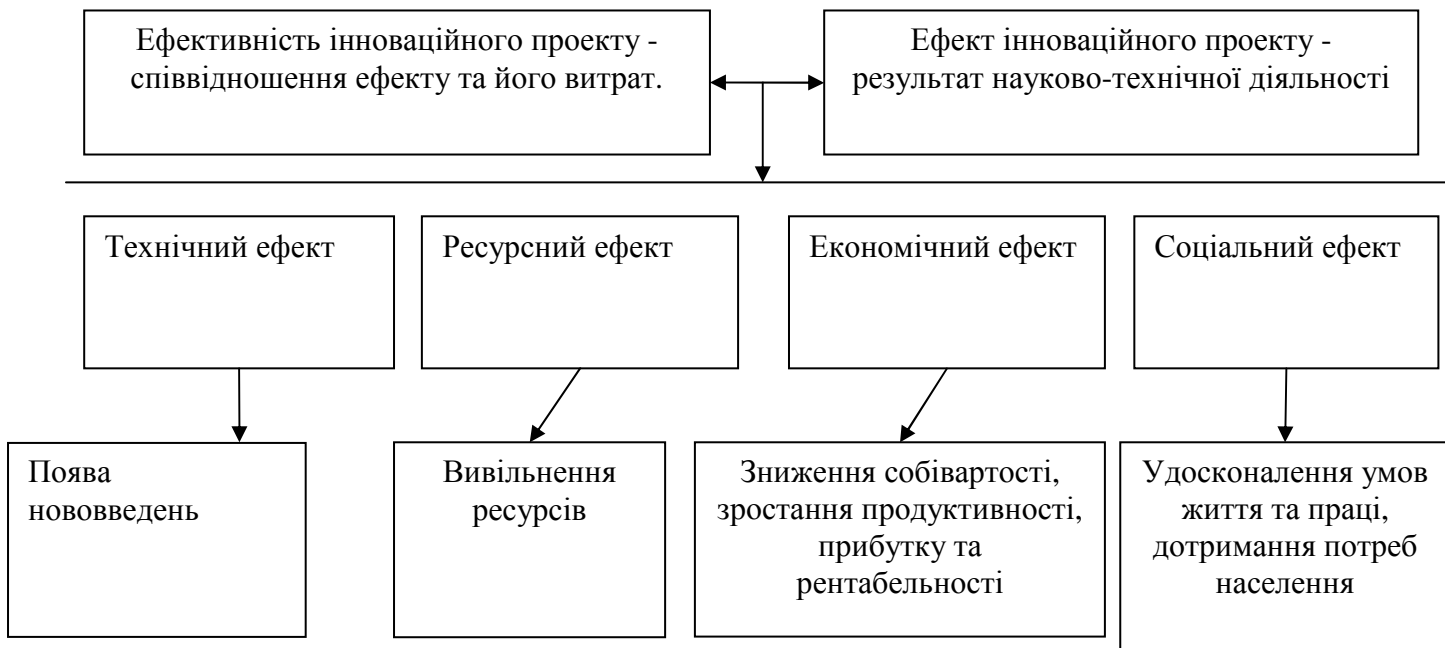 Ефективність інноваційного проекту -
співвідношення ефекту та його витрат.
Ефект інноваційного проекту -
результат науково-технічної діяльності
Технічний ефект
Ресурсний ефект
Економічний ефект
Соціальний ефект
Поява
нововведень
Вивільнення
ресурсів
Зниження собівартості,
зростання продуктивності,
прибутку та
рентабельності
Удосконалення умов
життя та праці,
дотримання потреб
населення